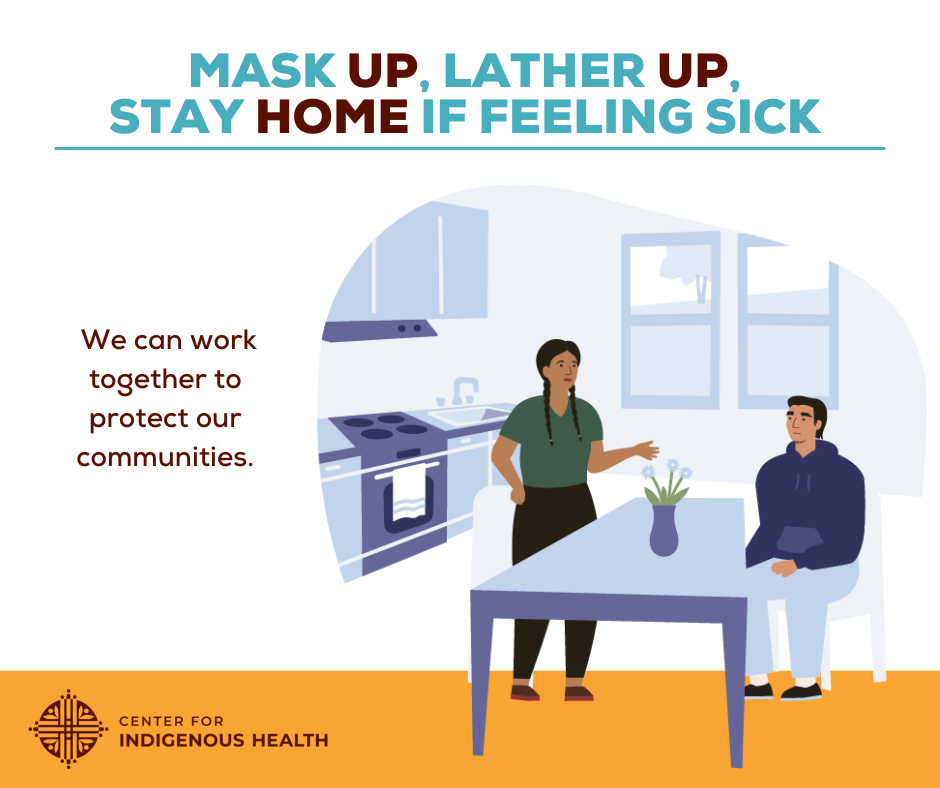 MASK UP, LATHER UP,
STAY HOME IF FEELING SICK
We can work
together to
protect our
communities.
CENTER FOR
INDIGENOUS HEALTH